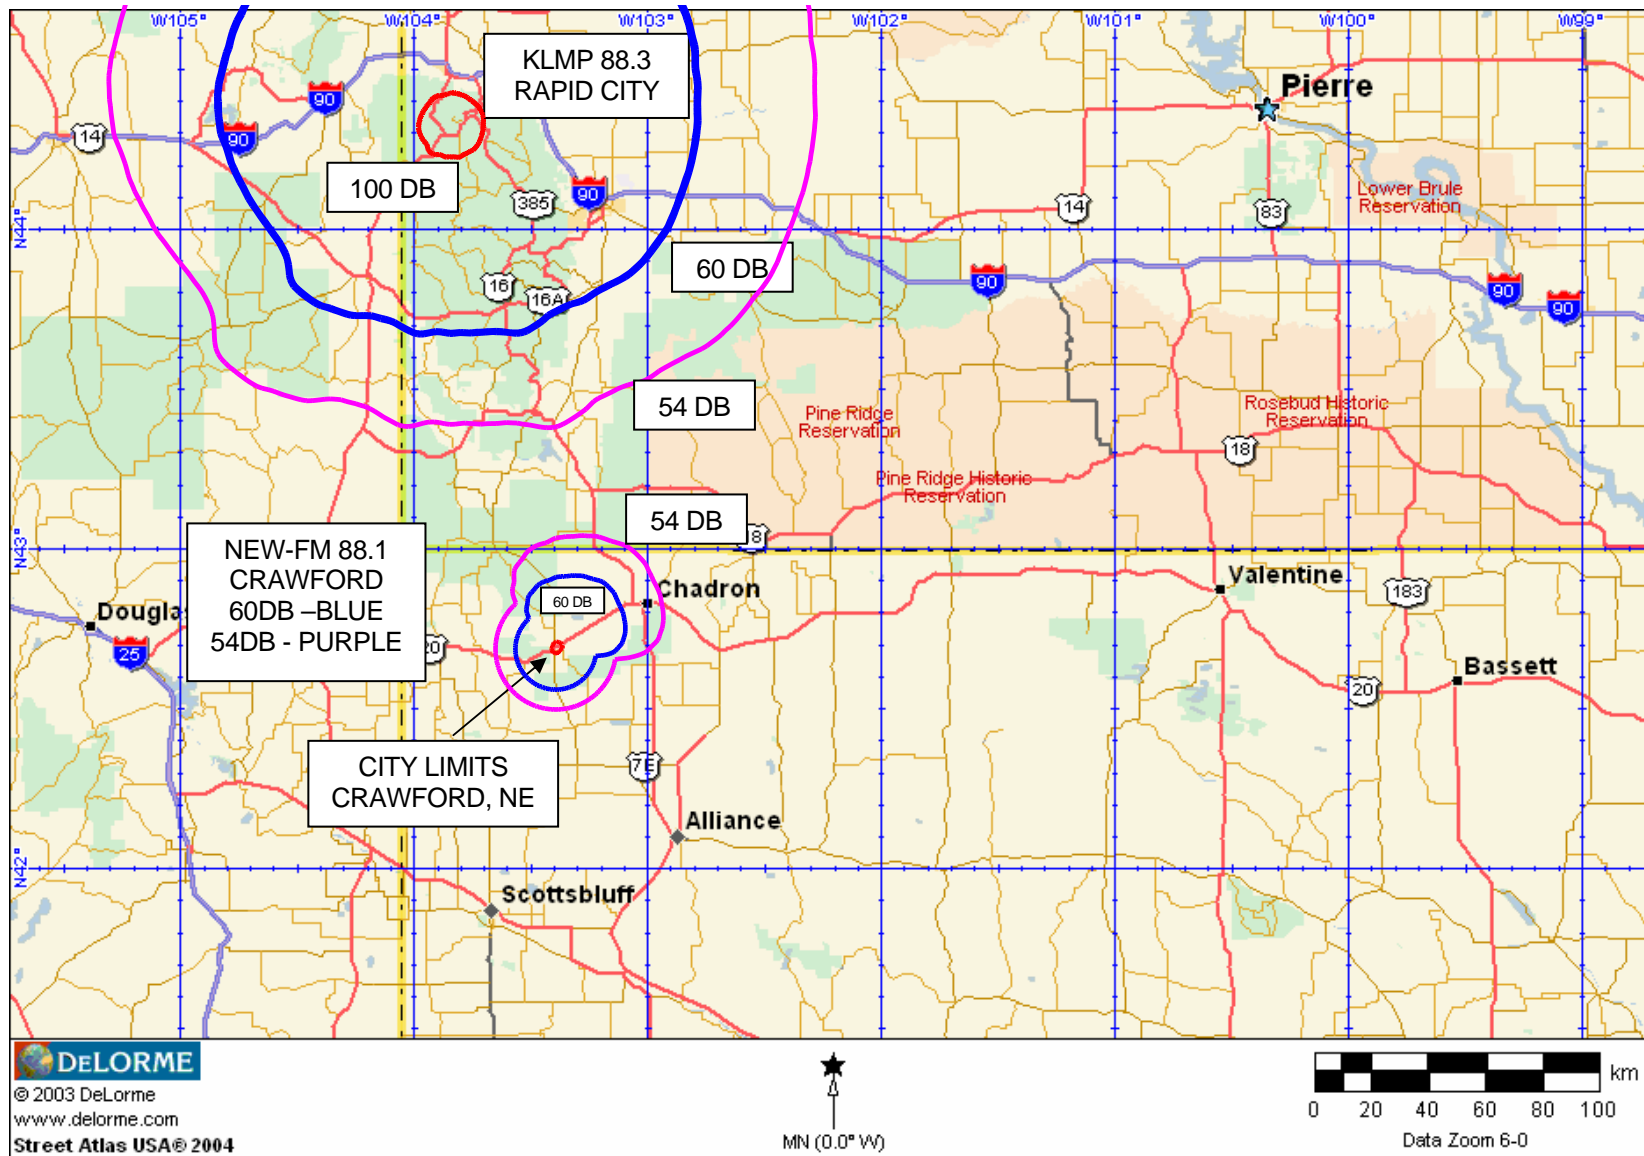 W105°
W104°
W103°
W102°
W101°
W100°
W99°
KLMP 88.3
RAPID CITY
Pierre
90
14
90
100 DB
385
90
14
83
Lower Brule
Reservation
N44°
60 DB
16
16A
90
90
90
54 DB
Pine Ridge
Reservation
Rosebud Historic
Reservation
18
Pine Ridge Historic
Reservation
54 DB
8
N43°
NEW-FM 88.1
CRAWFORD
60DB –BLUE
54DB - PURPLE
60 DB
Chadron
Valentine
183
Douglas
25
20
Bassett
20
CITY LIMITS
CRAWFORD, NE
7E
Alliance
N42°
Scottsbluff
DELORME
© 2003 DeLorme
www.delorme.com
Street Atlas USA® 2004
MN (0.0° W)
km
0 20 40 60 80 100
Data Zoom 6-0